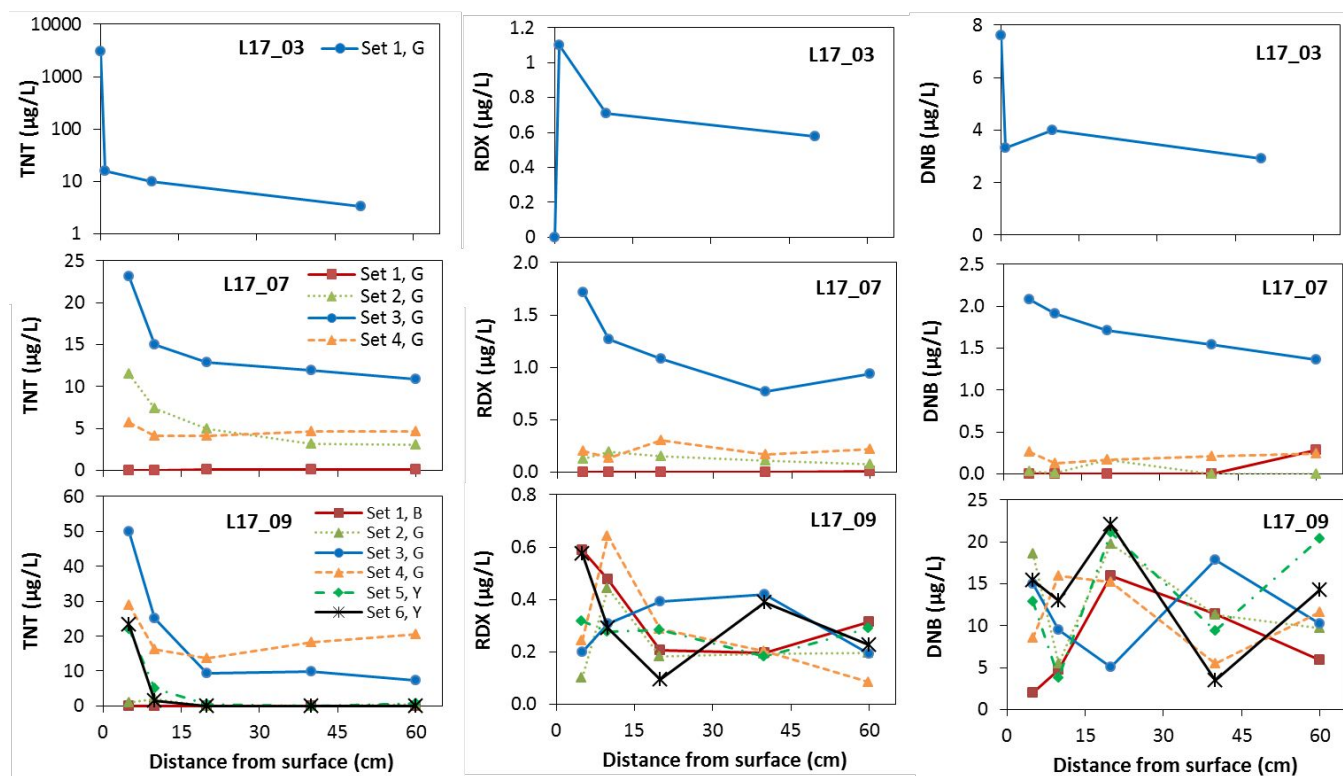 L17_03
Set 1, G
TNT (µg/L)
10000
1000
100
10
1
L17_03
RDX (µg/L)
1.2
1
0.8
0.6
0.4
0.2
0
0
15
30
45
60
L17_03
DNB (µg/L)
8
6
4
2
0
L17_07
Set 1, G
Set 2, G
Set 3, G
Set 4, G
TNT (µg/L)
25
20
15
10
5
0
L17_07
RDX (µg/L)
2.0
1.5
1.0
0.5
0.0
L17_07
DNB (µg/L)
2.5
2.0
1.5
1.0
0.5
0.0
L17_09
Set 1, B
Set 2, G
Set 3, G
Set 4, G
Set 5, Y
Set 6, Y
TNT (µg/L)
60
50
40
30
20
10
0
0
15
30
45
60
Distance from surface (cm)
L17_09
RDX (µg/L)
0.8
0.6
0.4
0.2
0.0
0
15
30
45
60
Distance from surface (cm)
L17_09
DNB (µg/L)
25
20
15
10
5
0
0
15
30
45
60
Distance from surface (cm)